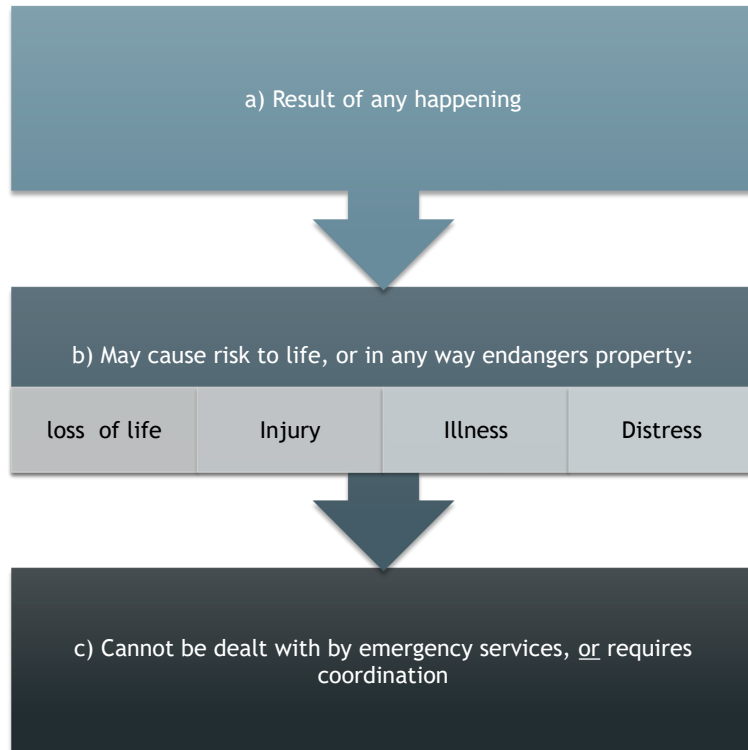 a) Result of any happening
b) May cause risk to life, or in any way endangers property:
loss of life
Injury
Illness
Distress
c) Cannot be dealt with by emergency services, or requires
coordination